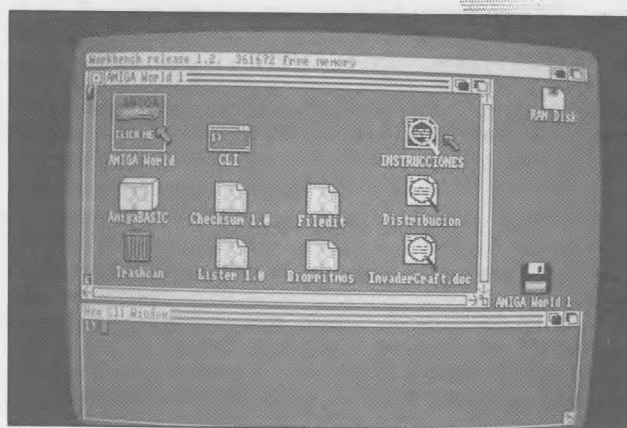 Workbench release 1.2. 361672 free memory
AMIGA World 1
RAM Disk
AMIGA
CLICK ME
1>
AMIGA World
CLI
INSTRUCCIONES
AmigaBASIC
Checksum 1.0
Filedit
Distribucion
Trashcan
Lister 1.0
Biorritmos
InvaderCraft.doc
AMIGA World 1
New CLI Window
1>